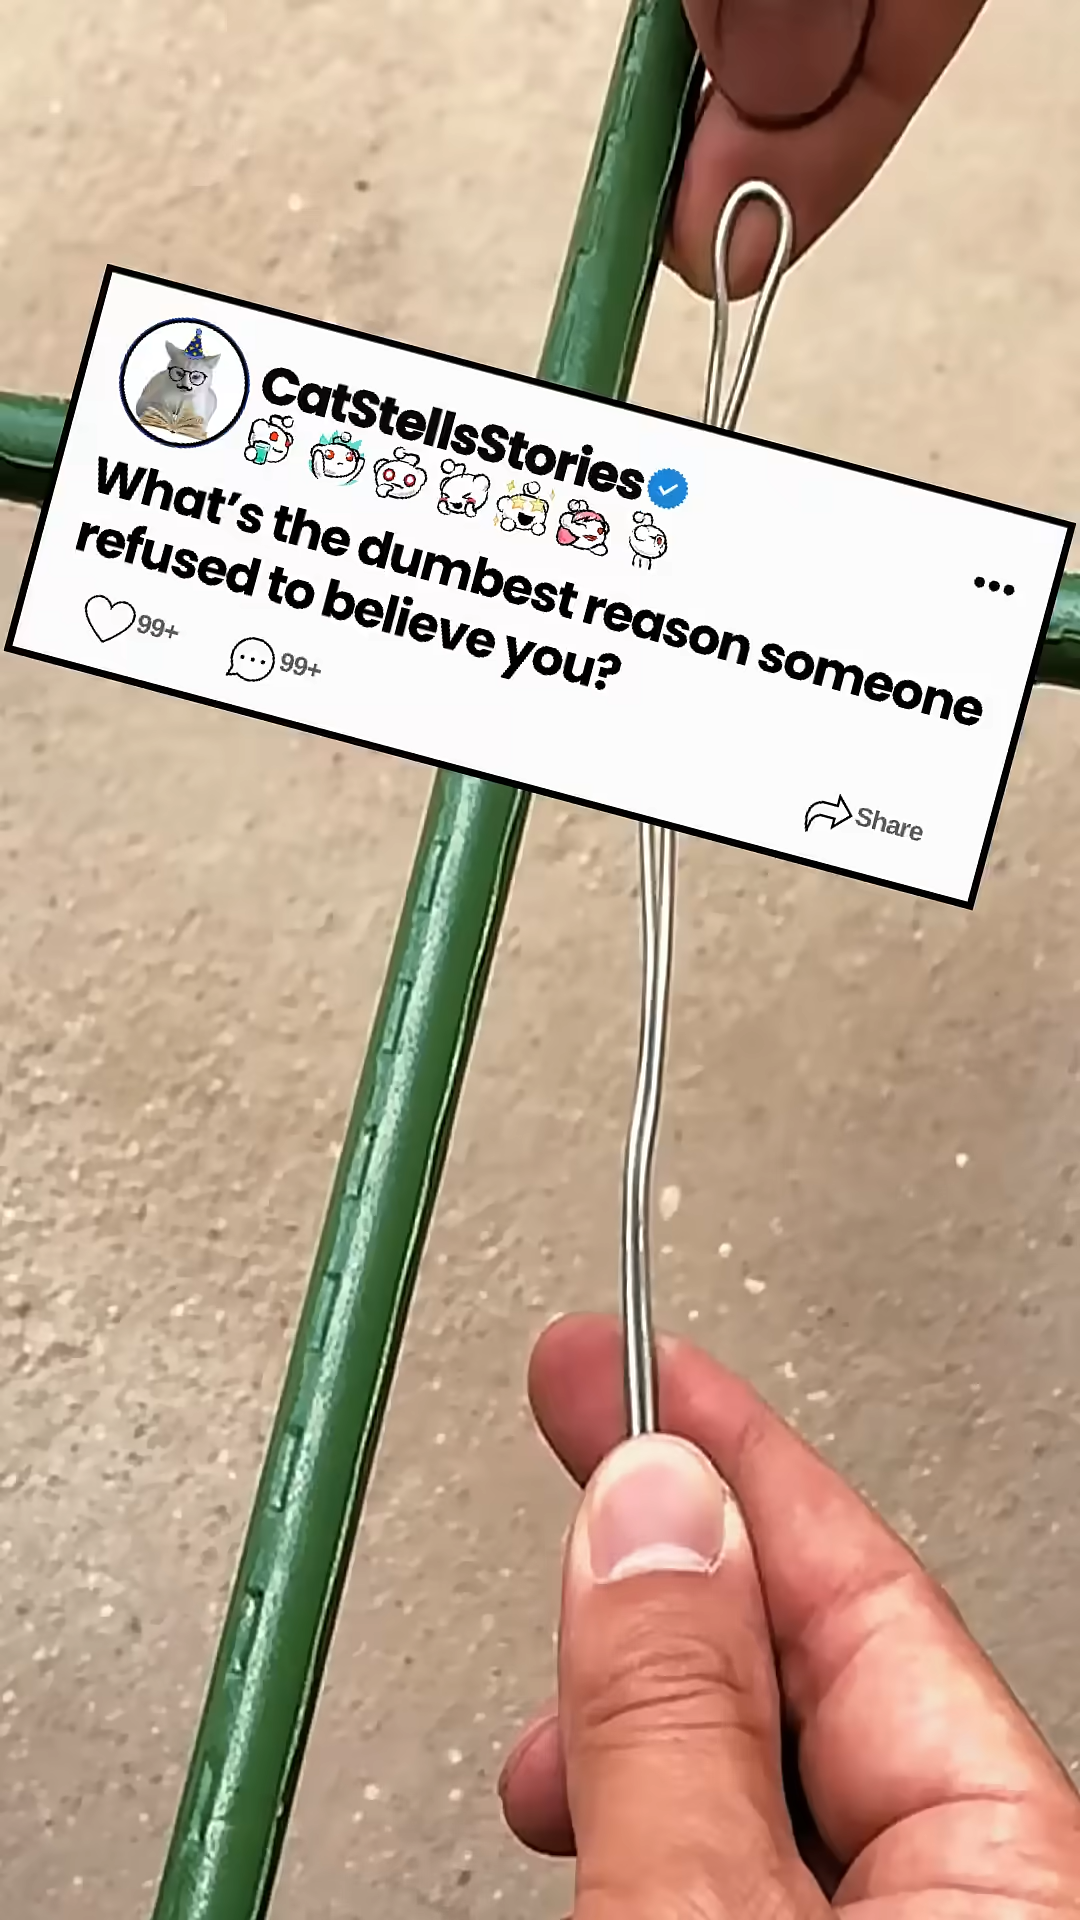 CatStellsStories
What's the dumbest reason someone
refused to believe you?
99+
99+
Share